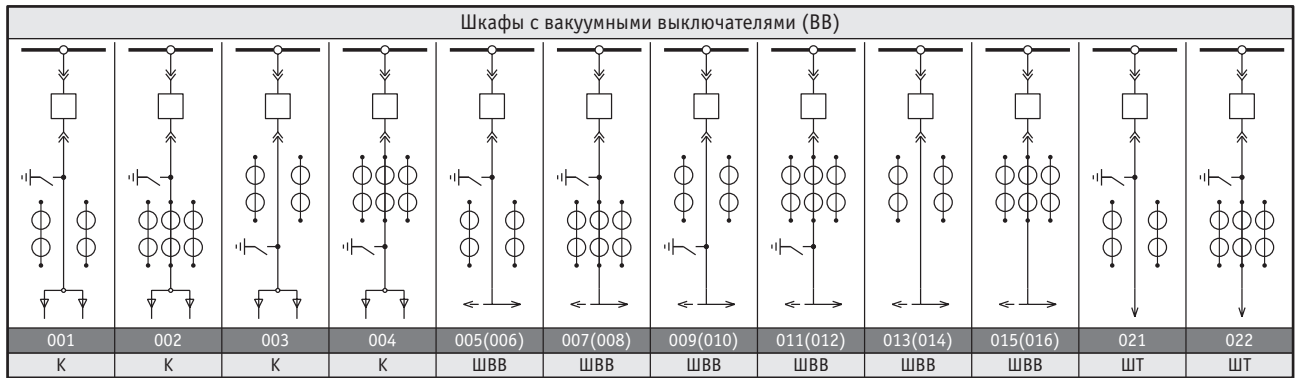 Шкафы с вакуумными выключателями (ВВ)
001 002 003 004 005(006) 007(008) 009(010) 011(012) 013(014) 015(016) 021 022
К К К К ШВВ ШВВ ШВВ ШВВ ШВВ ШВВ ШТ ШТ